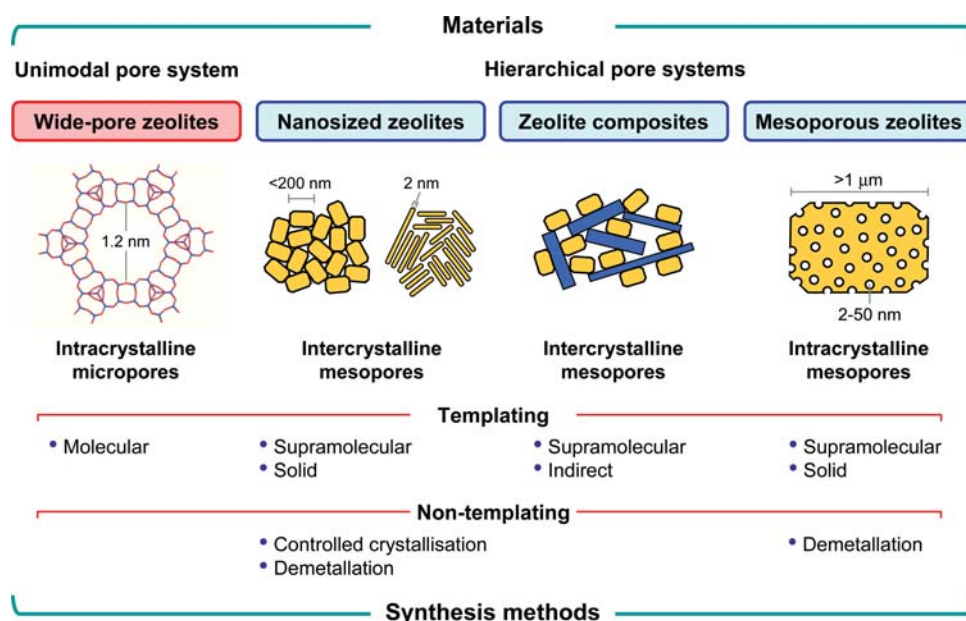 Materials
Unimodal pore system
Hierarchical pore systems
Wide-pore zeolites
Nanosized zeolites
Zeolite composites
Mesoporous zeolites
1.2 nm
<200 nm
2 nm
>1 μm
2-50 nm
Intracrystalline
micropores
Intercrystalline
mesopores
Intercrystalline
mesopores
Intracrystalline
mesopores
Templating
• Molecular
• Supramolecular
• Solid
• Supramolecular
• Indirect
• Supramolecular
• Solid
Non-templating
• Controlled crystallisation
• Demetallation
• Demetallation
Synthesis methods